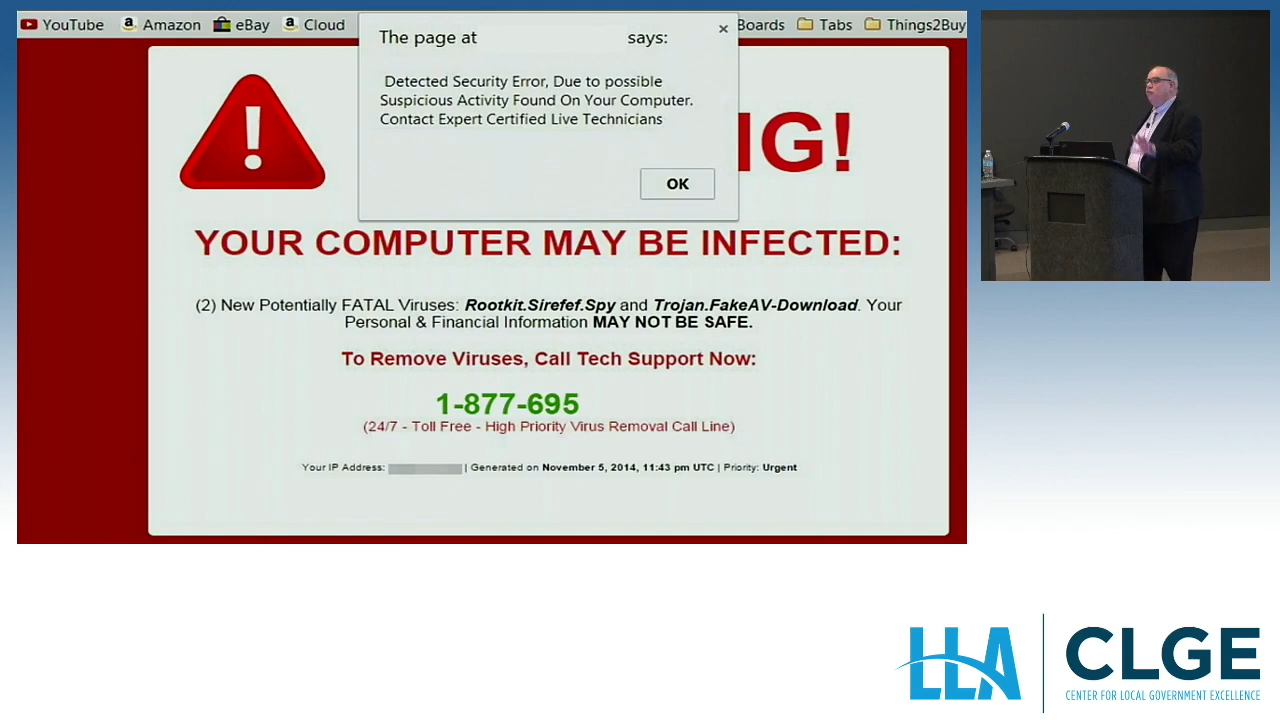 YouTube Amazon eBay Cloud Boards Tabs Things2Buy
The page at says:
Detected Security Error, Due to possible
Suspicious Activity Found On Your Computer.
Contact Expert Certified Live Technicians
OK
G!
YOUR COMPUTER MAY BE INFECTED:
(2) New Potentially FATAL Viruses: Rootkit.Sirefef.Spy and Trojan.FakeAV-Download. Your
Personal & Financial Information MAY NOT BE SAFE.
To Remove Viruses, Call Tech Support Now:
1-877-695
(24/7 - Toll Free - High Priority Virus Removal Call Line)
Your IP Address: | Generated on November 5, 2014, 11:43 pm UTC | Priority: Urgent
LLA
CLGE
CENTER FOR LOCAL GOVERNMENT EXCELLENCE